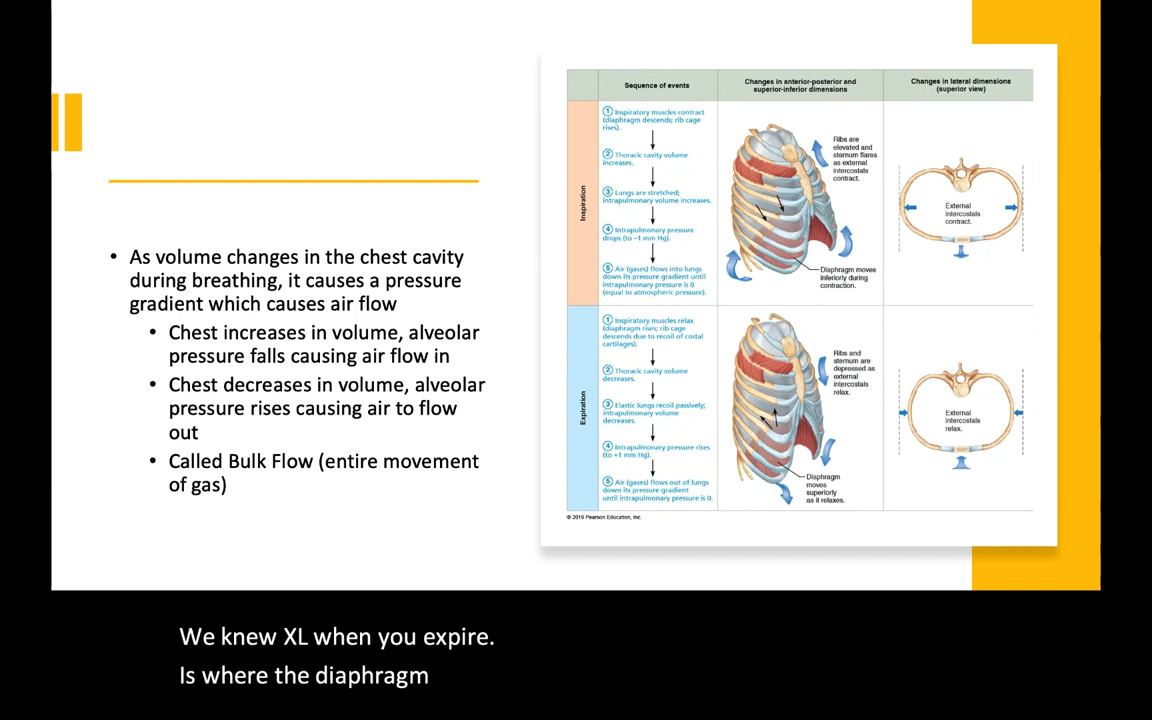 As volume changes in the chest cavity
during breathing, it causes a pressure
gradient which causes air flow
Chest increases in volume, alveolar
pressure falls causing air flow in
Chest decreases in volume, alveolar
pressure rises causing air to flow
out
Called Bulk Flow (entire movement
of gas)
Sequence of events
Changes in anterior-posterior and
superior-inferior dimensions
Changes in lateral dimensions
(superior view)
Inspiration
① Inspiratory muscles contract
(diaphragm descends; rib cage
rises).
② Thoracic cavity volume
increases.
③ Lungs are stretched;
intrapulmonary volume increases.
④ Intrapulmonary pressure
drops (to –1 mm Hg).
⑤ Air (gases) flows into lungs
down its pressure gradient until
intrapulmonary pressure is 0
(equal to atmospheric pressure).
Ribs are
elevated and
sternum flares
as external
intercostals
contract.
Diaphragm moves
inferiorly during
contraction.
External
intercostals
contract.
Expiration
① Inspiratory muscles relax
(diaphragm rises; rib cage
descends due to recoil of costal
cartilages).
② Thoracic cavity volume
decreases.
③ Elastic lungs recoil passively;
intrapulmonary volume
decreases.
④ Intrapulmonary pressure rises
(to +1 mm Hg).
⑤ Air (gases) flows out of lungs
down its pressure gradient
until intrapulmonary pressure is 0.
Ribs and
sternum are
depressed as
external
intercostals
relax.
Diaphragm
moves
superiorly
as it relaxes.
External
intercostals
relax.
© 2019 Pearson Education, Inc.
We knew XL when you expire.
Is where the diaphragm